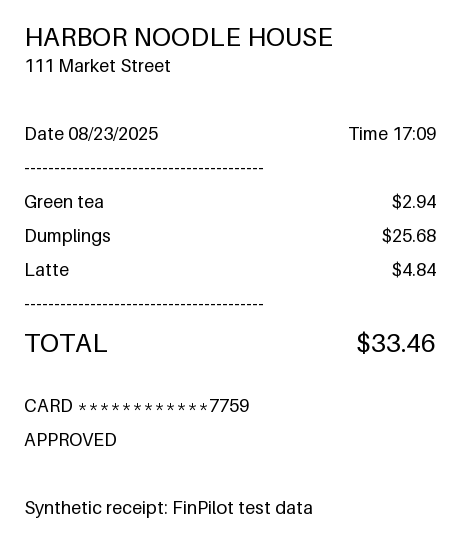 HARBOR NOODLE HOUSE
111 Market Street
Date 08/23/2025 Time 17:09
----------------------------------------
Green tea $2.94
Dumplings $25.68
Latte $4.84
----------------------------------------
TOTAL $33.46
CARD ************7759
APPROVED
Synthetic receipt: FinPilot test data